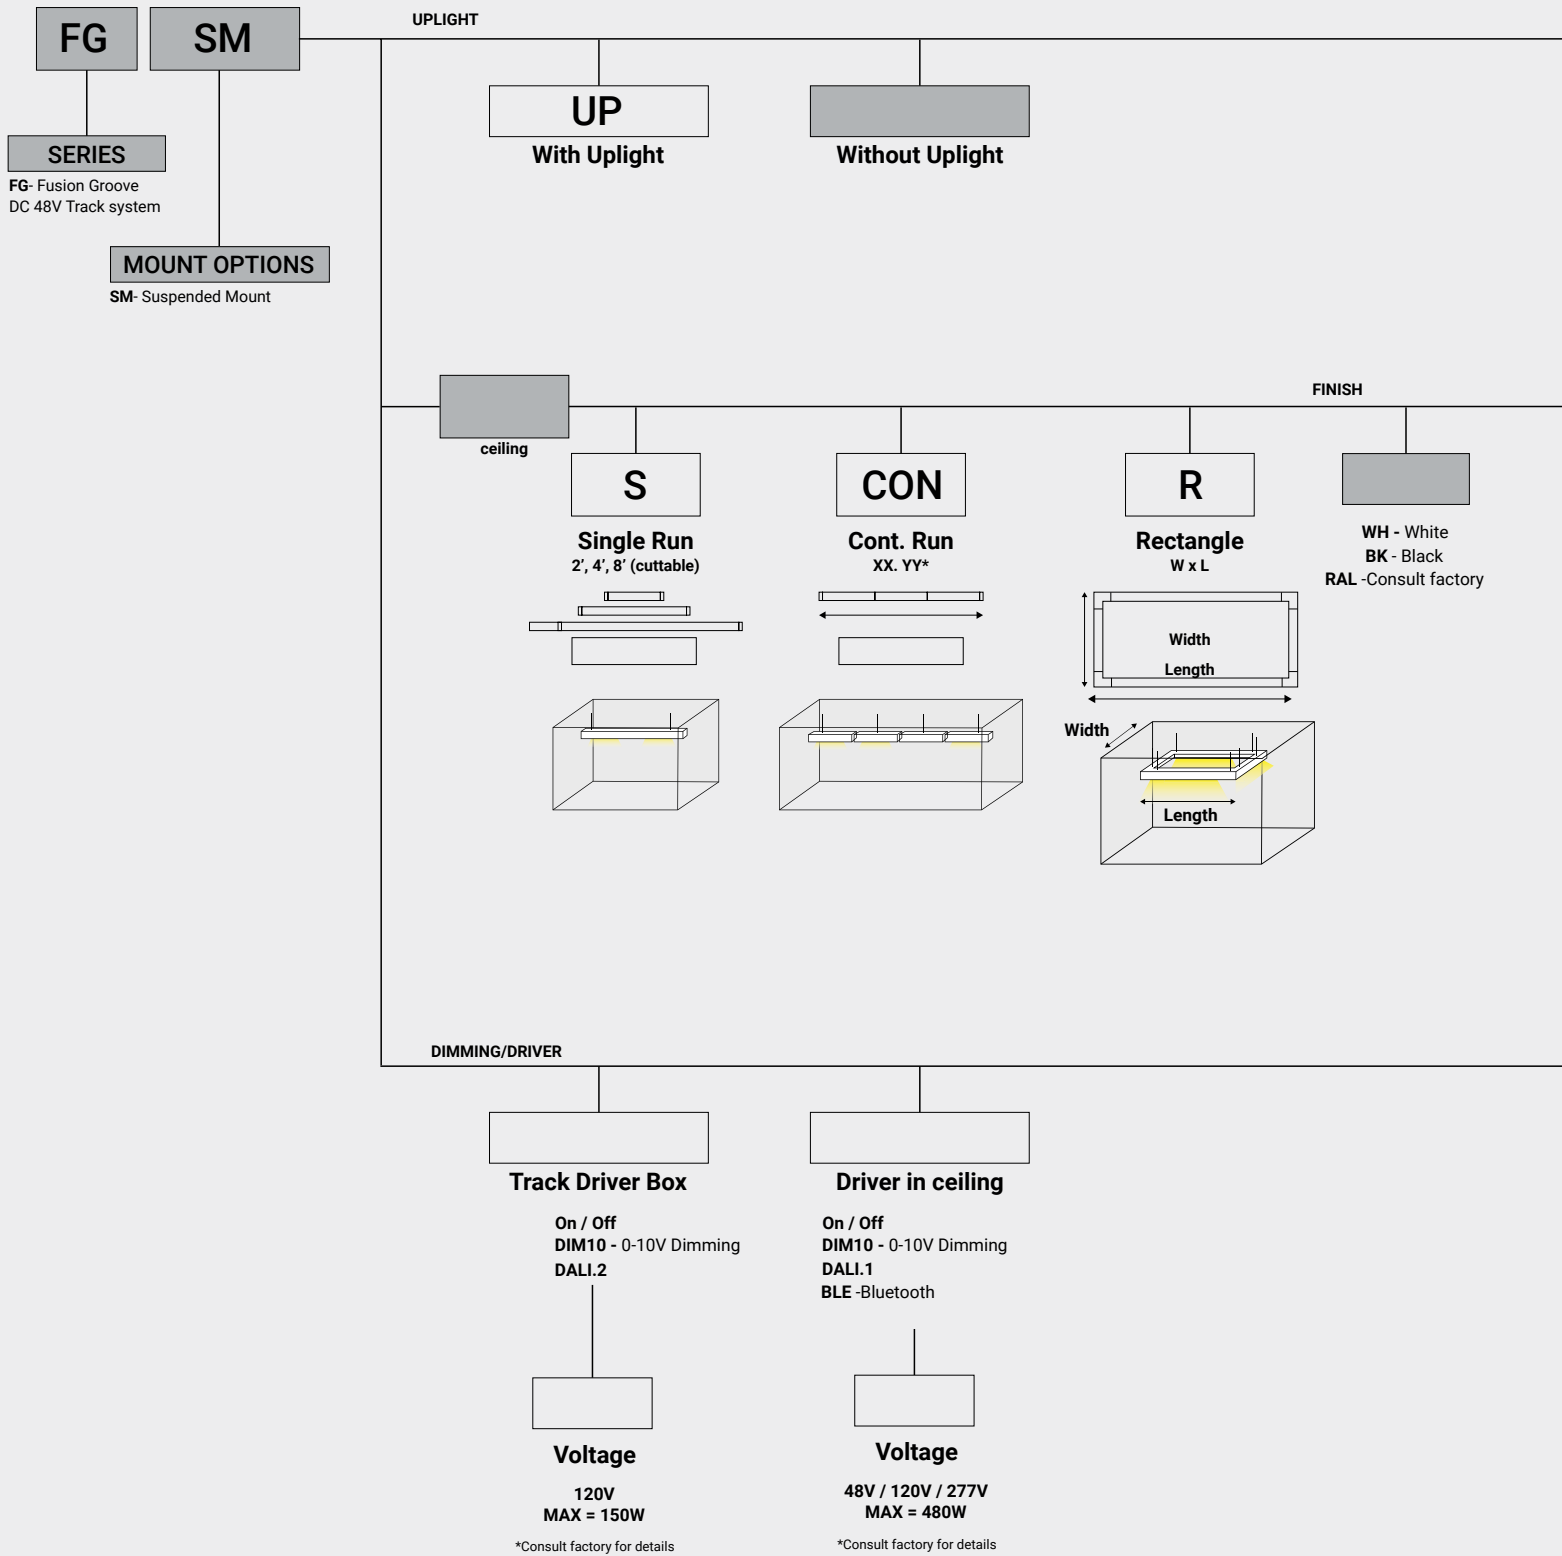 FG
SM
UPLIGHT
UP
With Uplight
Without Uplight
SERIES
FG- Fusion Groove
DC 48V Track system
MOUNT OPTIONS
SM- Suspended Mount
FINISH
ceiling
S
Single Run
2’, 4’, 8’ (cuttable)
CON
Cont. Run
XX. YY*
R
Rectangle
W x L
Width
Length
Width
Length
WH - White
BK - Black
RAL -Consult factory
DIMMING/DRIVER
Track Driver Box
On / Off
DIM10 - 0-10V Dimming
DALI.2
Voltage
120V
MAX = 150W
*Consult factory for details
Driver in ceiling
On / Off
DIM10 - 0-10V Dimming
DALI.1
BLE -Bluetooth
Voltage
48V / 120V / 277V
MAX = 480W
*Consult factory for details